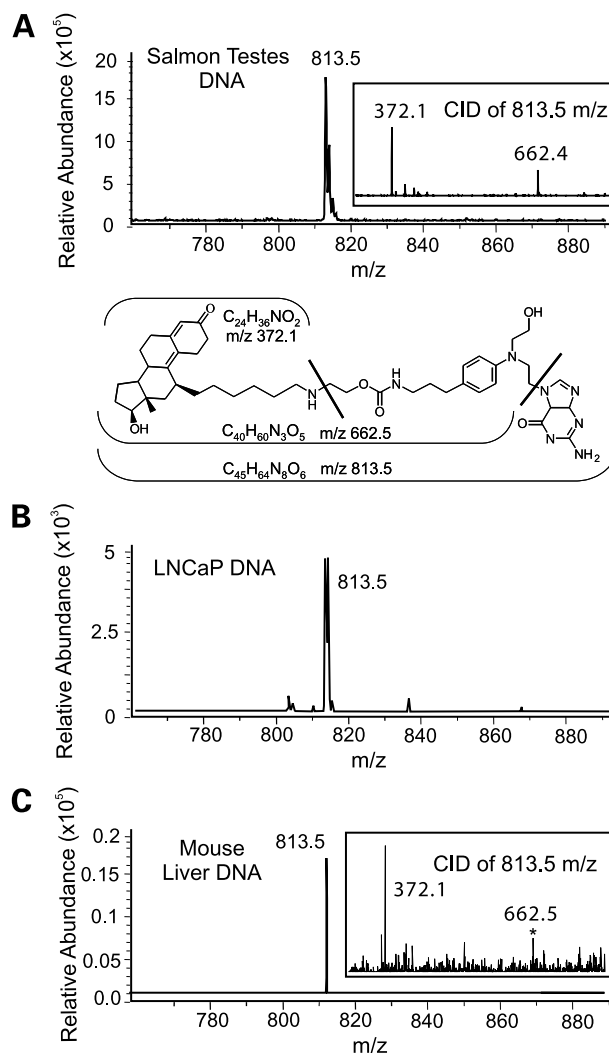 A
Relative Abundance (x10⁵)
20
15
10
5
0
Salmon Testes
DNA
813.5
CID of 813.5 m/z
372.1
662.4
780
800
820
840
860
880
m/z
C₂₄H₃₆NO₂
m/z 372.1
O
OH
H
H
N
O
O
H
N
N
OH
N
N
O
N
N
NH₂
C₄₀H₆₀N₃O₅ m/z 662.5
C₄₅H₆₄N₈O₆ m/z 813.5
B
Relative Abundance (x10³)
5
2.5
0
LNCaP DNA
813.5
780
800
820
840
860
880
m/z
C
Relative Abundance (x10⁵)
0.2
0.15
0.1
0.05
0.0
Mouse
Liver DNA
813.5
CID of 813.5 m/z
372.1
662.5
*
780
800
820
840
860
880
m/z